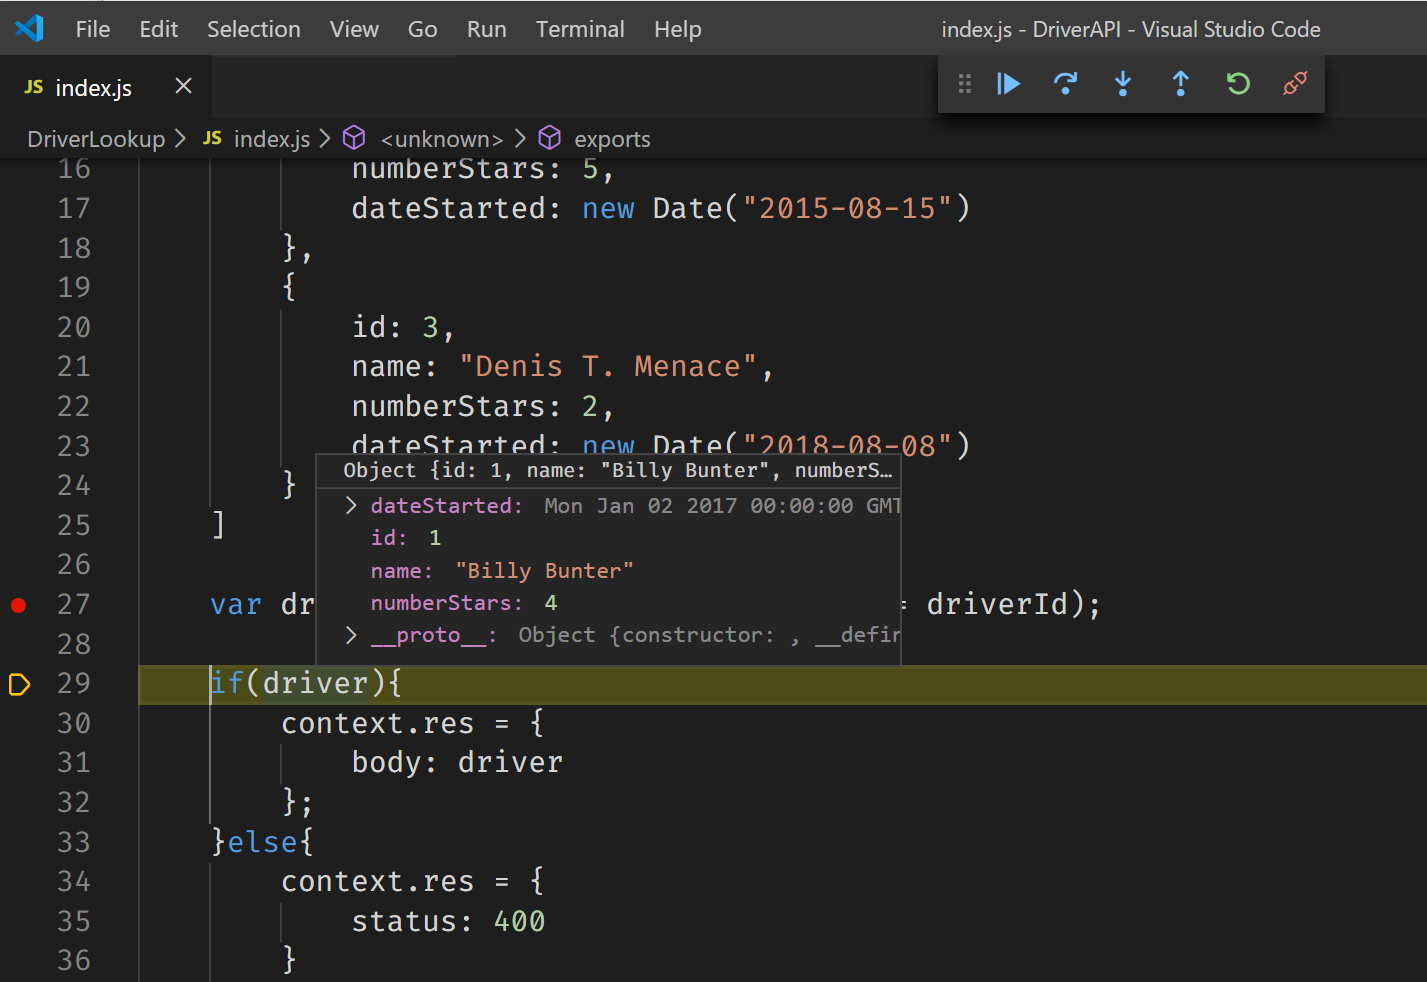 File Edit Selection View Go Run Terminal Help index.js - DriverAPI - Visual Studio Code
JS index.js
DriverLookup > JS index.js > <unknown> > exports
16 numberStars: 5,
17 dateStarted: new Date("2015-08-15")
18 },
19 {
20 id: 3,
21 name: "Denis T. Menace",
22 numberStars: 2,
23 dateStarted: new Date("2018-08-08")
Object {id: 1, name: "Billy Bunter", numberS…
24 }
> dateStarted: Mon Jan 02 2017 00:00:00 GMT
25 ]
id: 1
26
name: "Billy Bunter"
27 var dr = driverId);
numberStars: 4
28
> __proto__: Object {constructor: , __defin
29 if(driver){
30 context.res = {
31 body: driver
32 };
33 }else{
34 context.res = {
35 status: 400
36 }